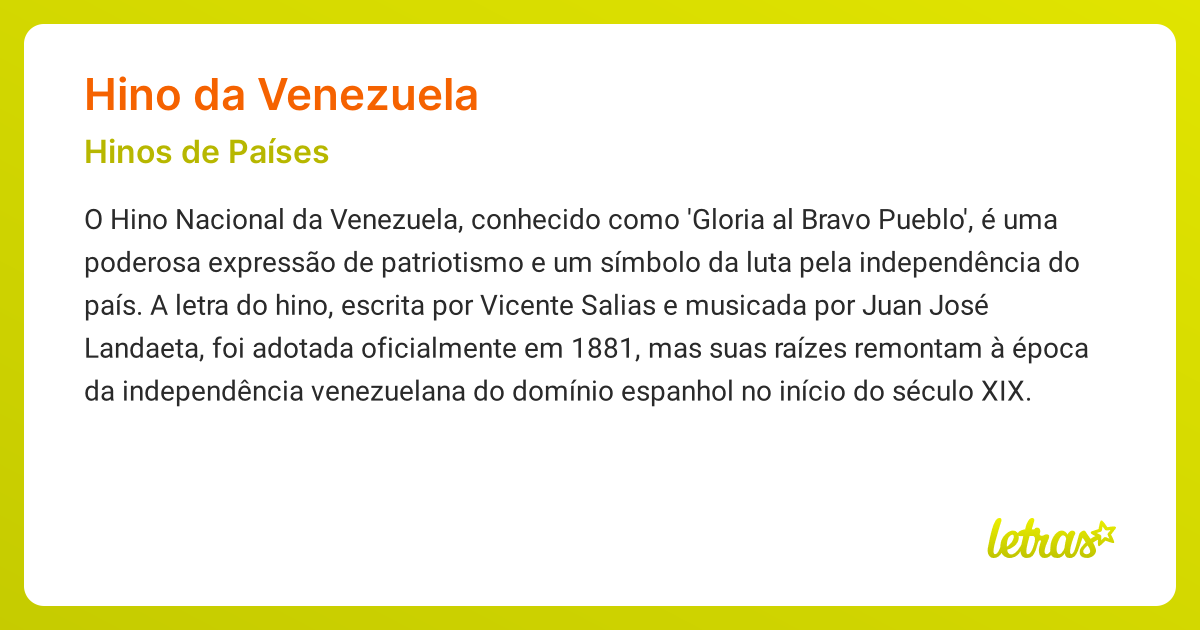 Hino da Venezuela
Hinos de Países
O Hino Nacional da Venezuela, conhecido como 'Gloria al Bravo Pueblo', é uma
poderosa expressão de patriotismo e um símbolo da luta pela independência do
país. A letra do hino, escrita por Vicente Salias e musicada por Juan José
Landaeta, foi adotada oficialmente em 1881, mas suas raízes remontam à época
da independência venezuelana do domínio espanhol no início do século XIX.
letras